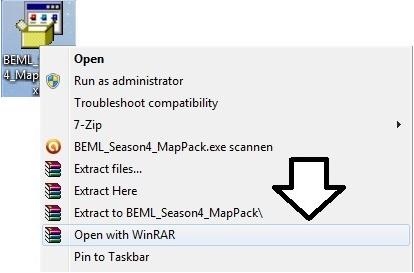 BEML_S
4_Map
x
Open
Run as administrator
Troubleshoot compatibility
7-Zip
BEML_Season4_MapPack.exe scannen
Extract files...
Extract Here
Extract to BEML_Season4_MapPack\
Open with WinRAR
Pin to Taskbar